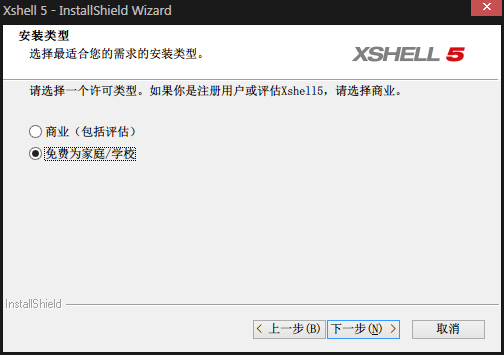 Xshell 5 - InstallShield Wizard
安装类型
选择最适合您的需求的安装类型。
XSHELL 5
请选择一个许可类型。如果你是注册用户或评估Xshell5，请选择商业。
商业（包括评估）
免费为家庭/学校
InstallShield
< 上一步(B) 下一步(N) > 取消